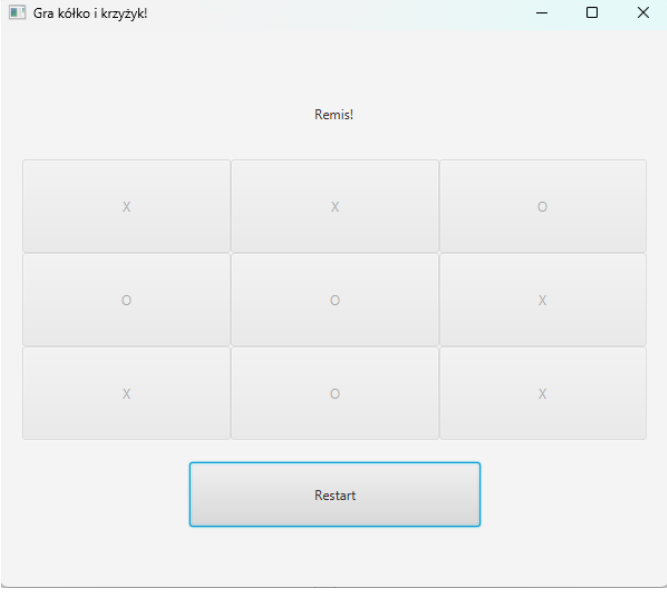 Gra kółko i krzyżyk!
Remis!
X X O
O O X
X O X
Restart